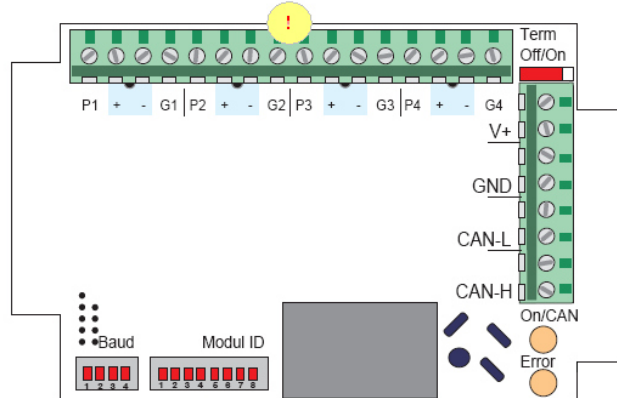 !
Term
Off/On
P1 + - G1 P2 + - G2 P3 + - G3 P4 + - G4
V+
GND
CAN-L
CAN-H
On/CAN
Baud Modul ID
Error
1 2 3 4 1 2 3 4 5 6 7 8